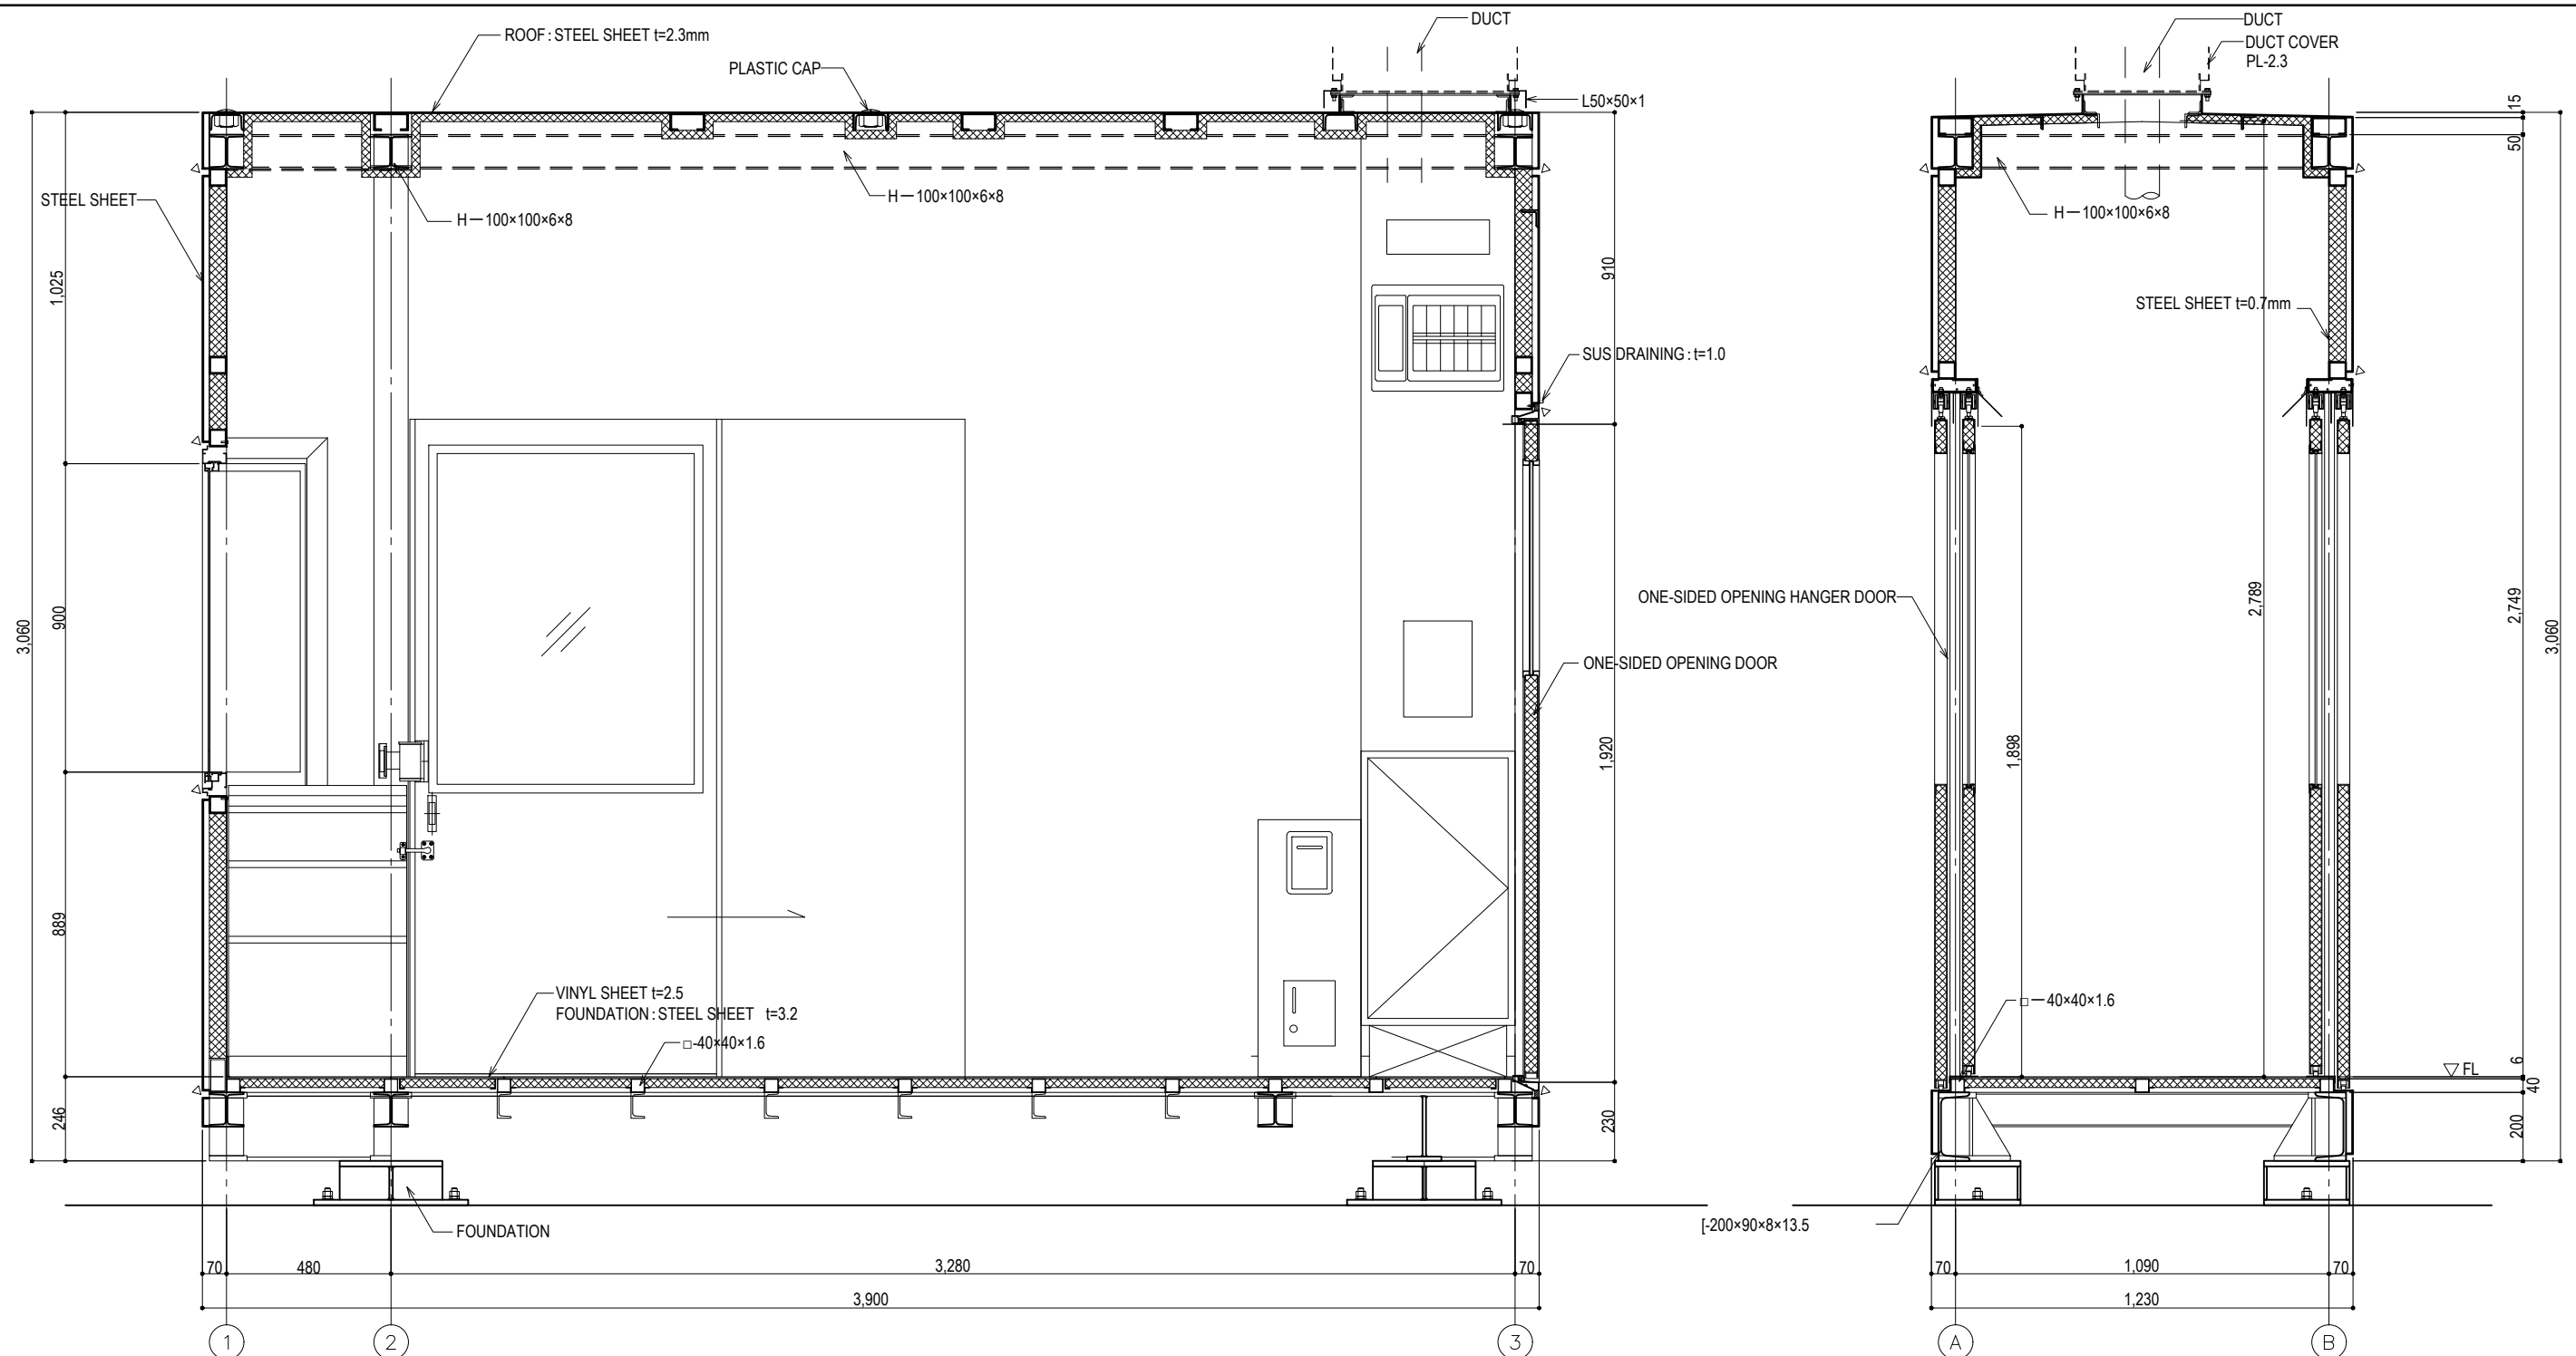 DUCT
DUCT
ROOF : STEEL SHEET t=2.3mm
DUCT COVER
PL-2.3
PLASTIC CAP
L50×50×1
15
50
STEEL SHEET
H－100×100×6×8
H－100×100×6×8
H－100×100×6×8
1,025
910
STEEL SHEET t=0.7mm
SUS DRAINING : t=1.0
ONE-SIDED OPENING HANGER DOOR
2,789
2,749
900
3,060
3,060
ONE-SIDED OPENING DOOR
1,920
1,898
889
VINYL SHEET t=2.5
FOUNDATION : STEEL SHEET t=3.2
□-40×40×1.6
□－40×40×1.6
FL
6
40
246
230
200
FOUNDATION
[-200×90×8×13.5
70
480
3,280
70
70
1,090
70
3,900
1,230
1
2
3
A
B